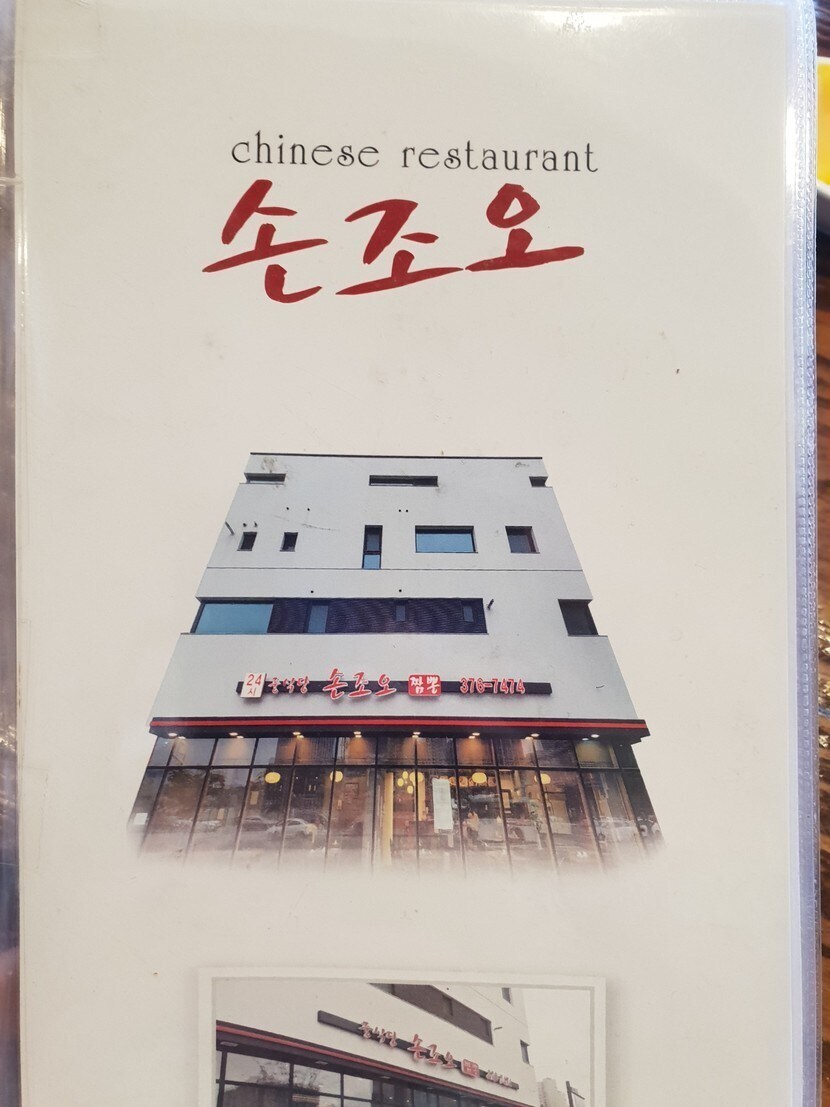 chinese restaurant
손조오
24시 중식당 손조오 짬뽕 378-7474
중식당 손조오